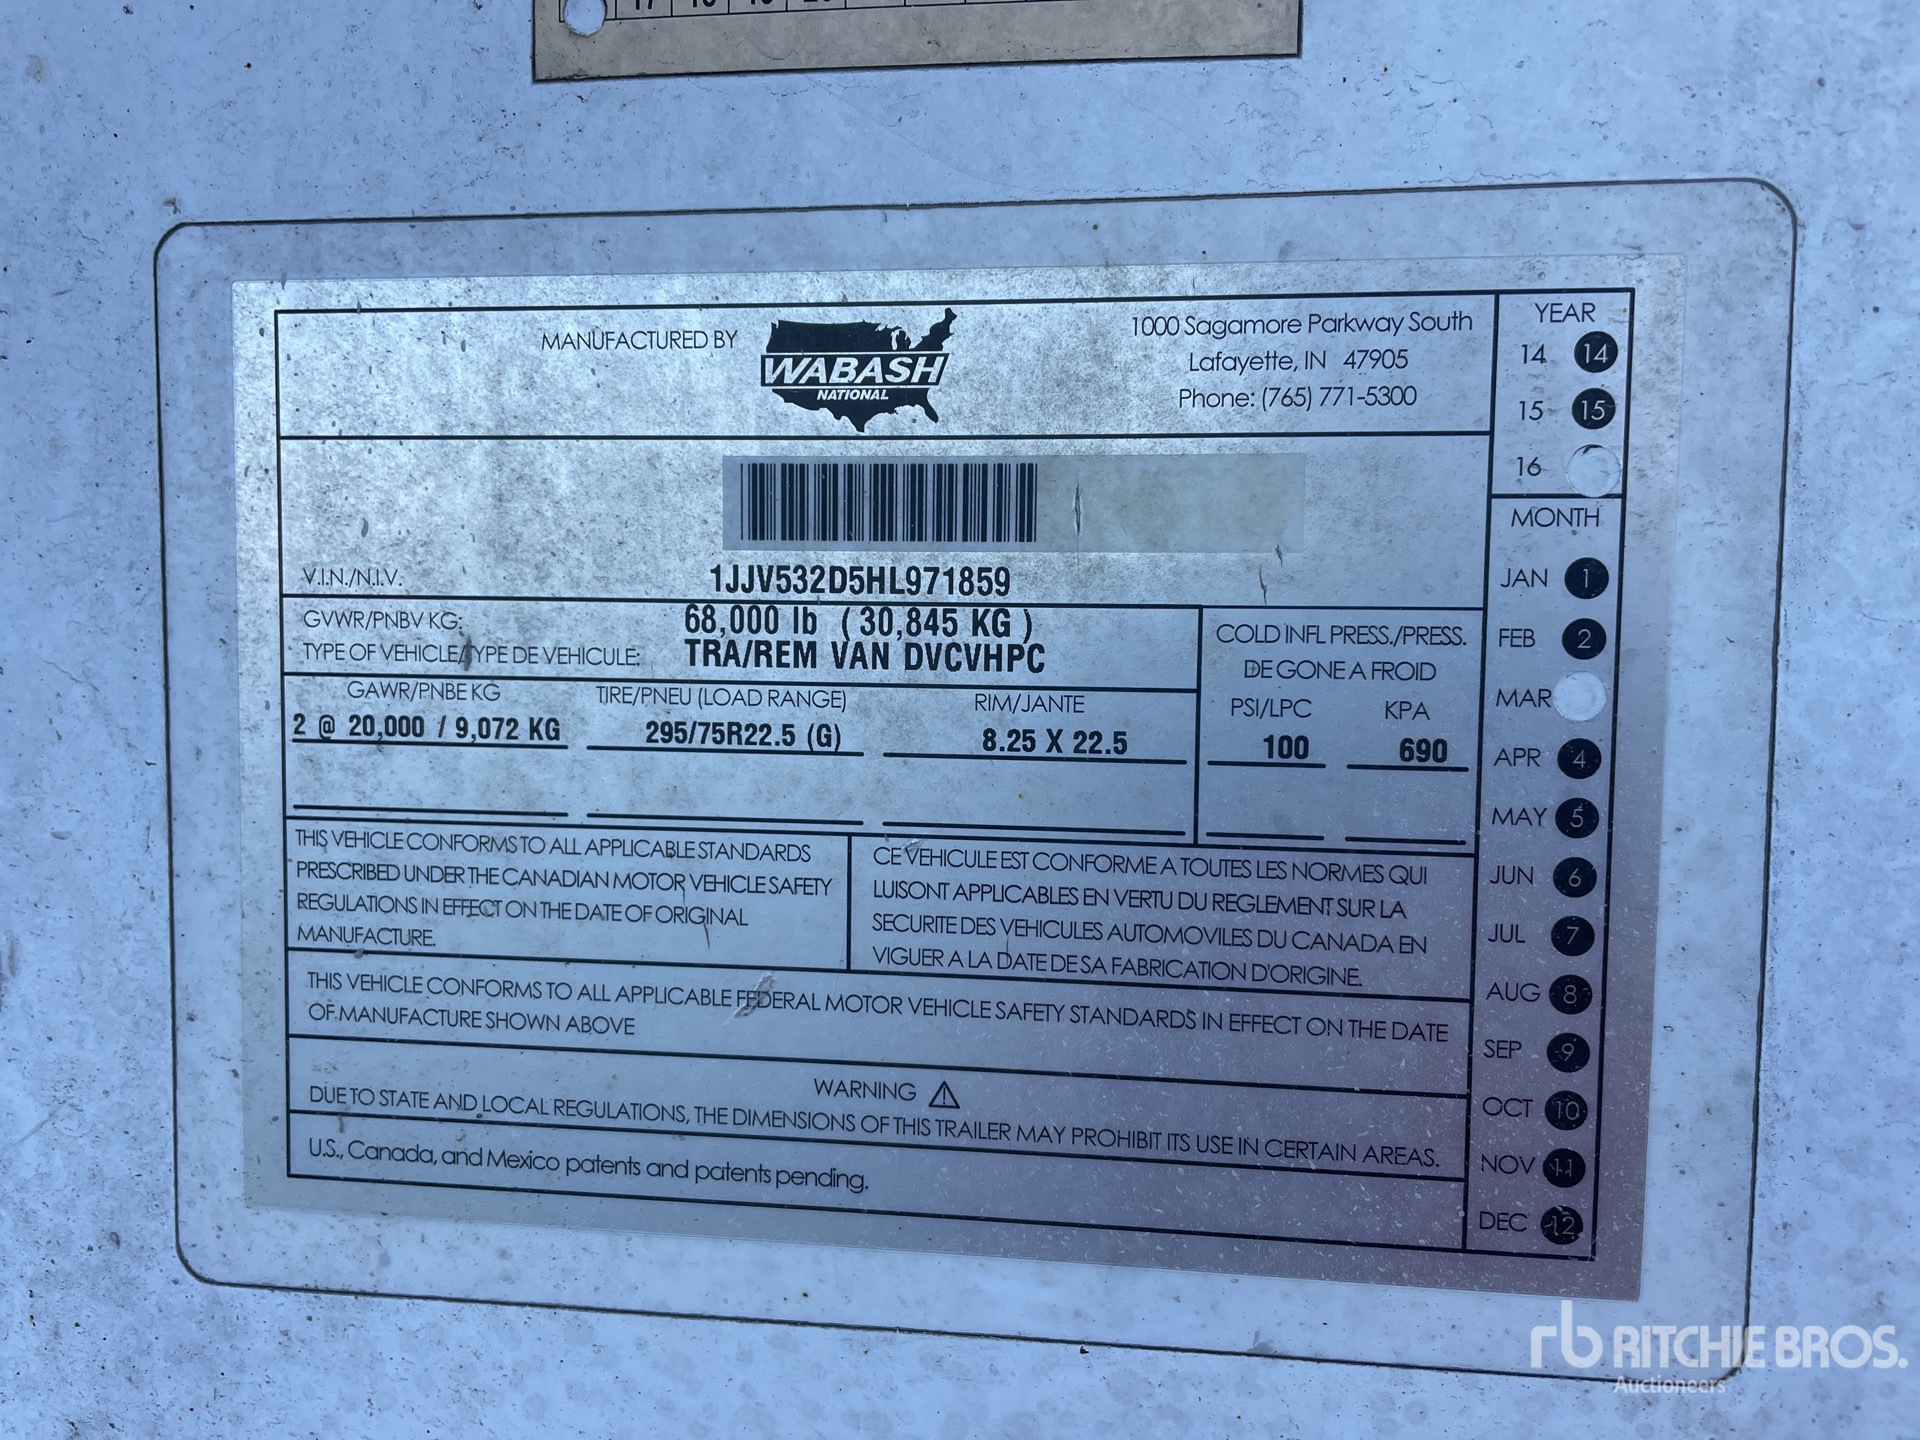 MANUFACTURED BY
WABASH
NATIONAL
1000 Sagamore Parkway South
Lafayette, IN 47905
Phone: (765) 771-5300
V.I.N./N.I.V. 1JJV532D5HL971859
GVWR/PNBV KG: 68,000 lb ( 30,845 KG )
TYPE OF VEHICLE/TYPE DE VEHICULE: TRA/REM VAN DVCVHPC
COLD INFL PRESS./PRESS.
DE GONE A FROID
GAWR/PNBE KG TIRE/PNEU (LOAD RANGE) RIM/JANTE PSI/LPC KPA
2 @ 20,000 / 9,072 KG 295/75R22.5 (G) 8.25 X 22.5 100 690
THIS VEHICLE CONFORMS TO ALL APPLICABLE STANDARDS
PRESCRIBED UNDER THE CANADIAN MOTOR VEHICLE SAFETY
REGULATIONS IN EFFECT ON THE DATE OF ORIGINAL
MANUFACTURE.
CE VEHICULE EST CONFORME A TOUTES LES NORMES QUI
LUISONT APPLICABLES EN VERTU DU REGLEMENT SUR LA
SECURITE DES VEHICULES AUTOMOVILES DU CANADA EN
VIGUER A LA DATE DE SA FABRICATION D'ORIGINE.
THIS VEHICLE CONFORMS TO ALL APPLICABLE FEDERAL MOTOR VEHICLE SAFETY STANDARDS IN EFFECT ON THE DATE
OF MANUFACTURE SHOWN ABOVE
WARNING
DUE TO STATE AND LOCAL REGULATIONS, THE DIMENSIONS OF THIS TRAILER MAY PROHIBIT ITS USE IN CERTAIN AREAS.
U.S., Canada, and Mexico patents and patents pending.
YEAR
14 14
15 15
16
MONTH
JAN 1
FEB 2
MAR
APR 4
MAY 5
JUN 6
JUL 7
AUG 8
SEP 9
OCT 10
NOV 11
DEC 12
rb RITCHIE BROS.
Auctioneers